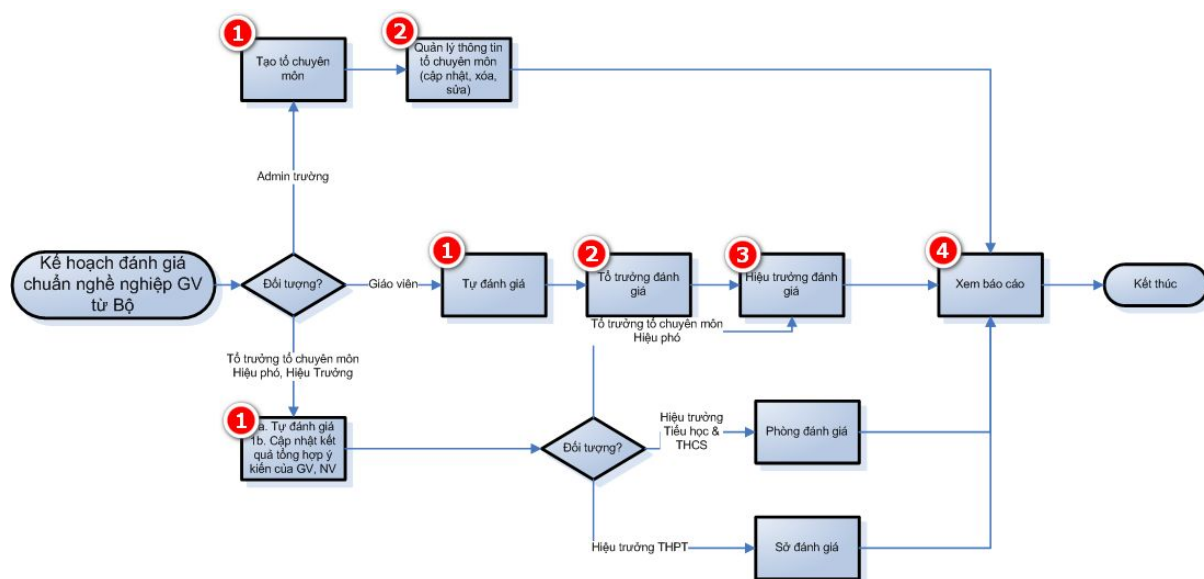 1
Tạo tổ chuyên
môn
2
Quản lý thông tin
tổ chuyên môn
(cập nhật, xóa,
sửa)
Admin trường
Kế hoạch đánh giá
chuẩn nghề nghiệp GV
từ Bộ
Đối tượng?
Giáo viên
1
Tự đánh giá
2
Tổ trưởng đánh
giá
3
Hiệu trưởng đánh
giá
4
Xem báo cáo
Kết thúc
Tổ trưởng tổ chuyên môn
Hiệu phó
Tổ trưởng tổ chuyên môn
Hiệu phó, Hiệu Trưởng
1
a. Tự đánh giá
1b. Cập nhật kết
quả tổng hợp ý
kiến của GV, NV
Đối tượng?
Hiệu trưởng
Tiểu học &
THCS
Phòng đánh giá
Hiệu trưởng THPT
Sở đánh giá